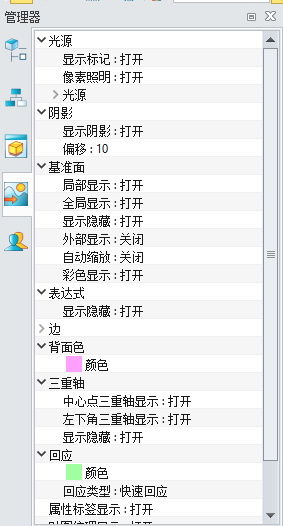 管理器
光源
显示标记:打开
像素照明:打开
光源
阴影
显示阴影:打开
偏移:10
基准面
局部显示:打开
全局显示:打开
显示隐藏:打开
外部显示:关闭
自动缩放:关闭
彩色显示:打开
表达式
显示隐藏:打开
边
背面色
颜色
三重轴
中心点三重轴显示:打开
左下角三重轴显示:打开
显示隐藏:打开
回应
颜色
回应类型:快速回应
属性标签显示:打开